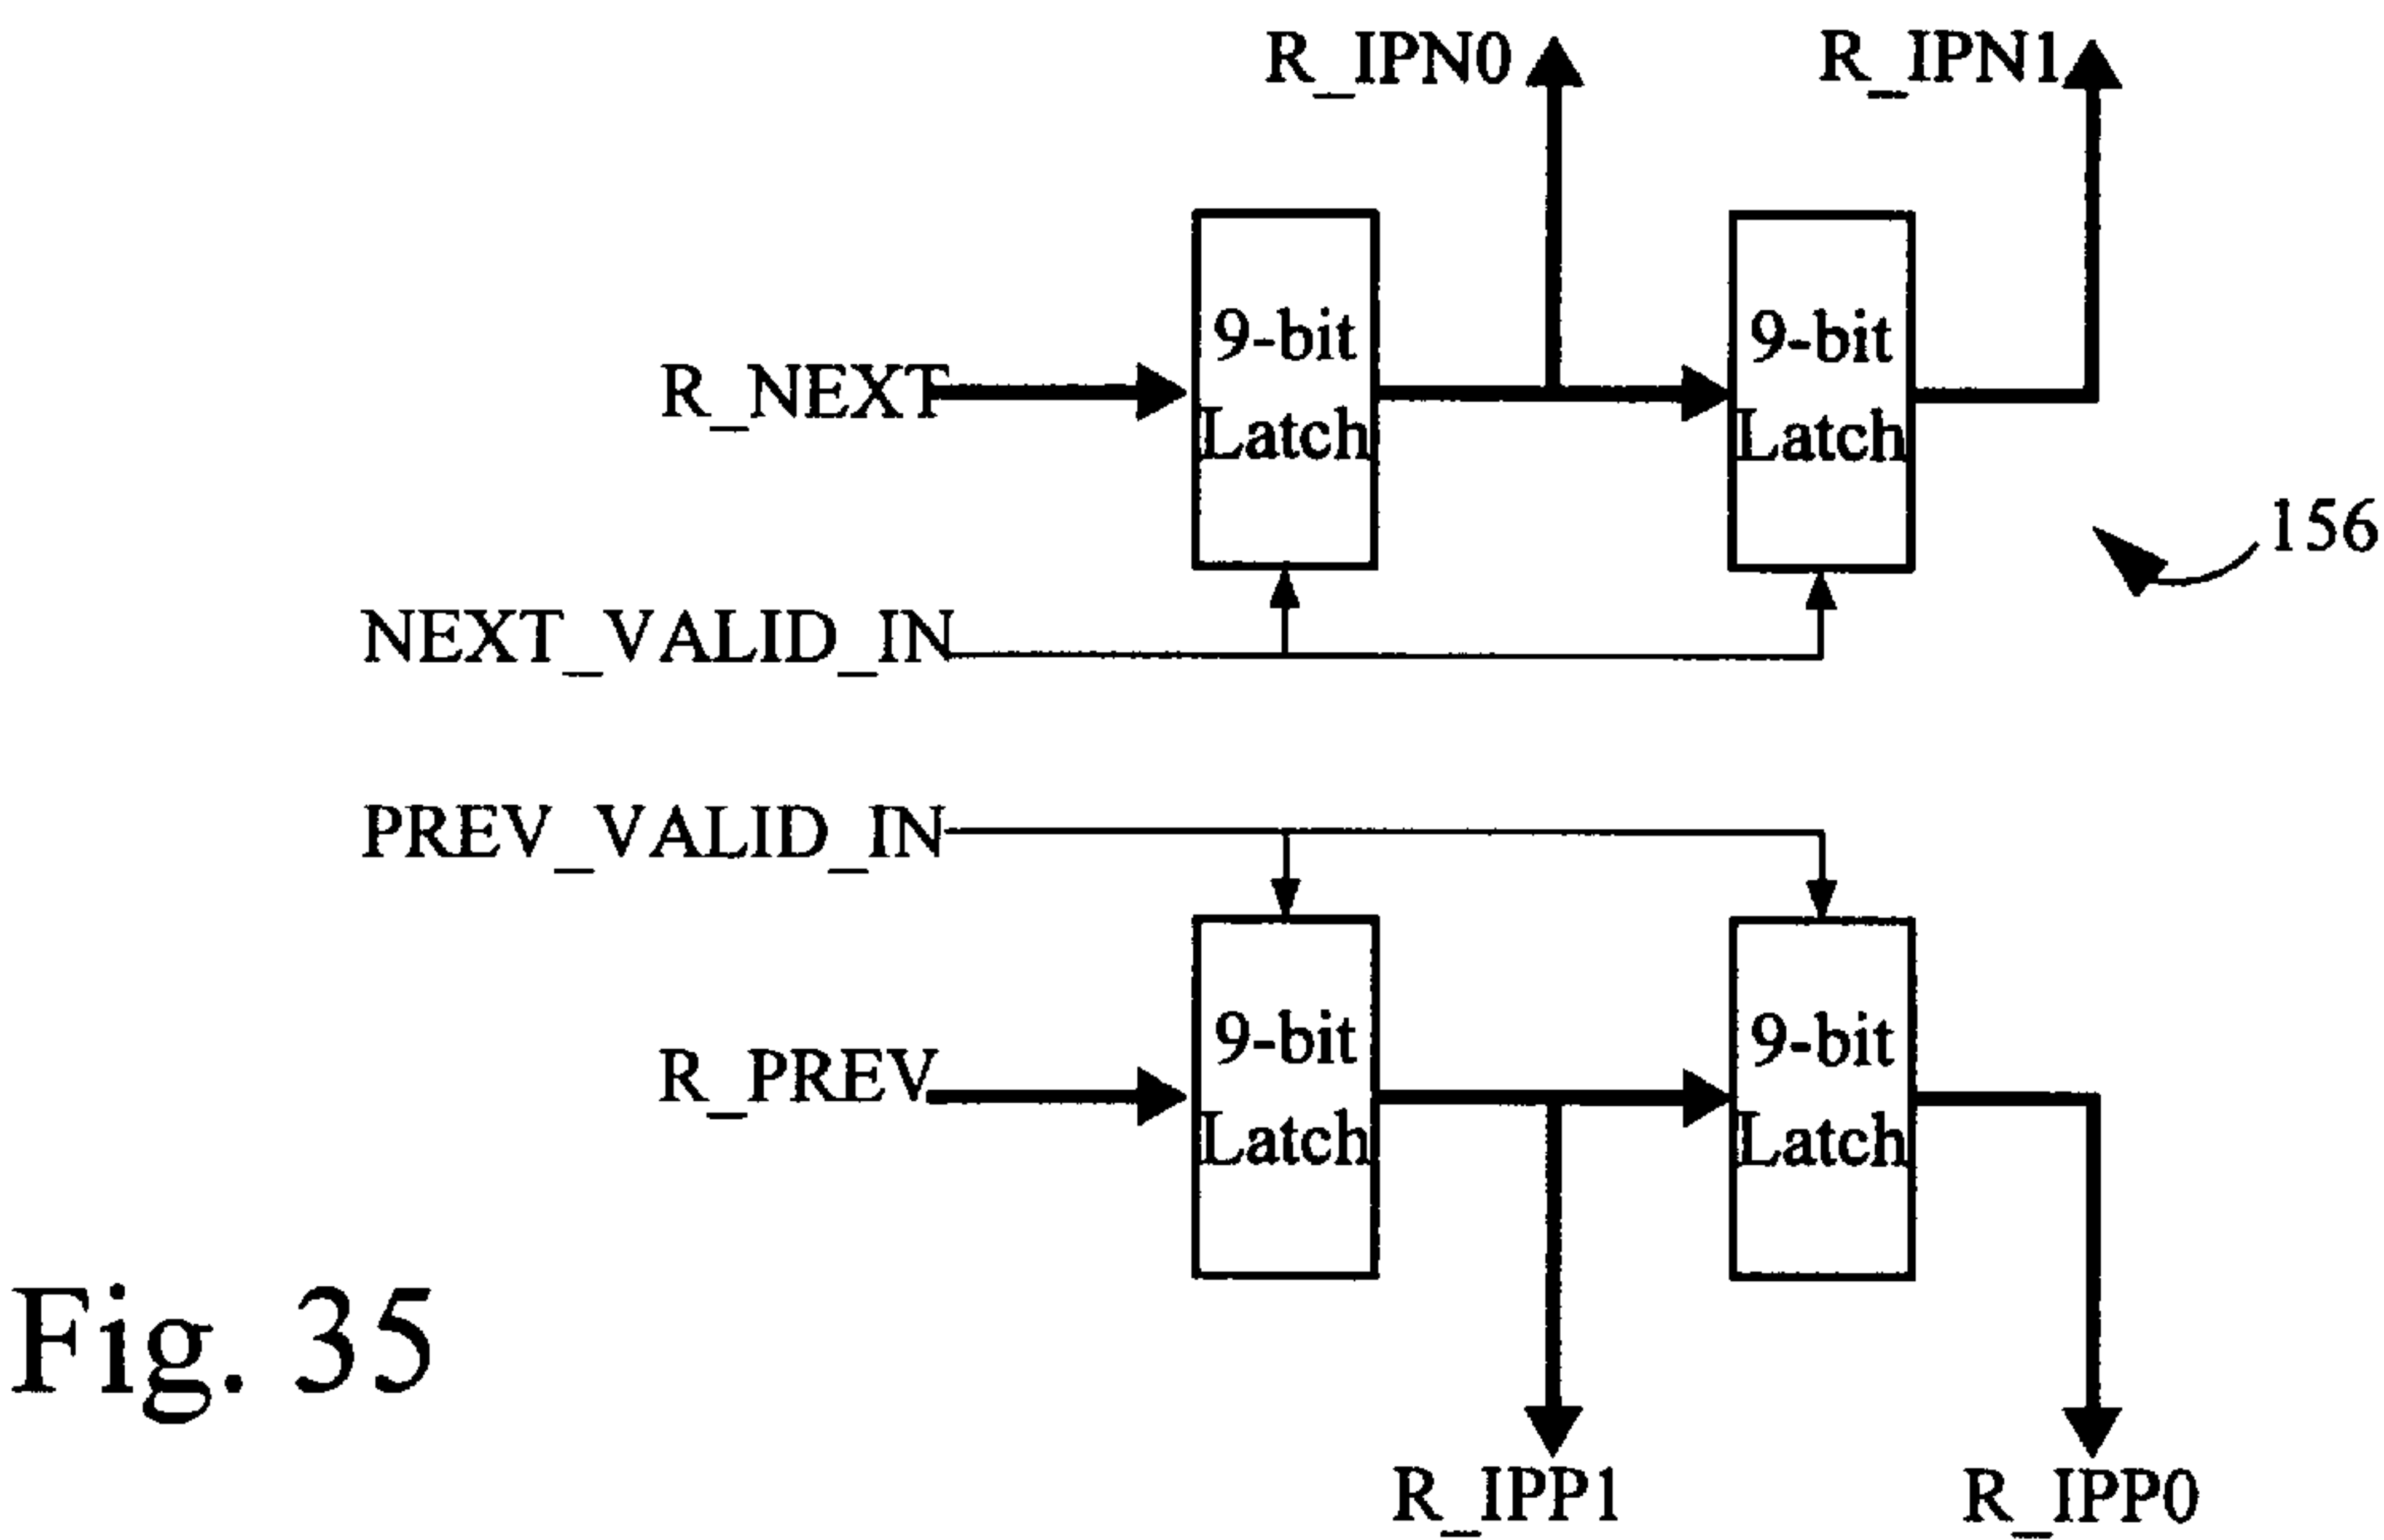 R_IPN0
R_IPN1
9-bit
Latch
9-bit
Latch
R_NEXT
156
NEXT_VALID_IN
PREV_VALID_IN
9-bit
Latch
9-bit
Latch
R_PREV
Fig. 35
R_IPP1
R_IPP0